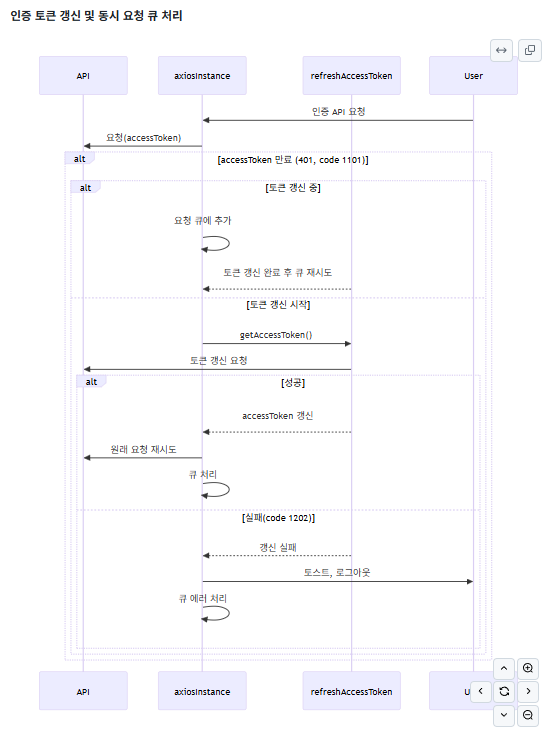 인증 토큰 갱신 및 동시 요청 큐 처리
API axiosInstance refreshAccessToken User
인증 API 요청
요청(accessToken)
alt [accessToken 만료 (401, code 1101)]
alt [토큰 갱신 중]
요청 큐에 추가
토큰 갱신 완료 후 큐 재시도
[토큰 갱신 시작]
getAccessToken()
토큰 갱신 요청
alt [성공]
accessToken 갱신
원래 요청 재시도
큐 처리
[실패(code 1202)]
갱신 실패
토스트, 로그아웃
큐 에러 처리
API axiosInstance refreshAccessToken